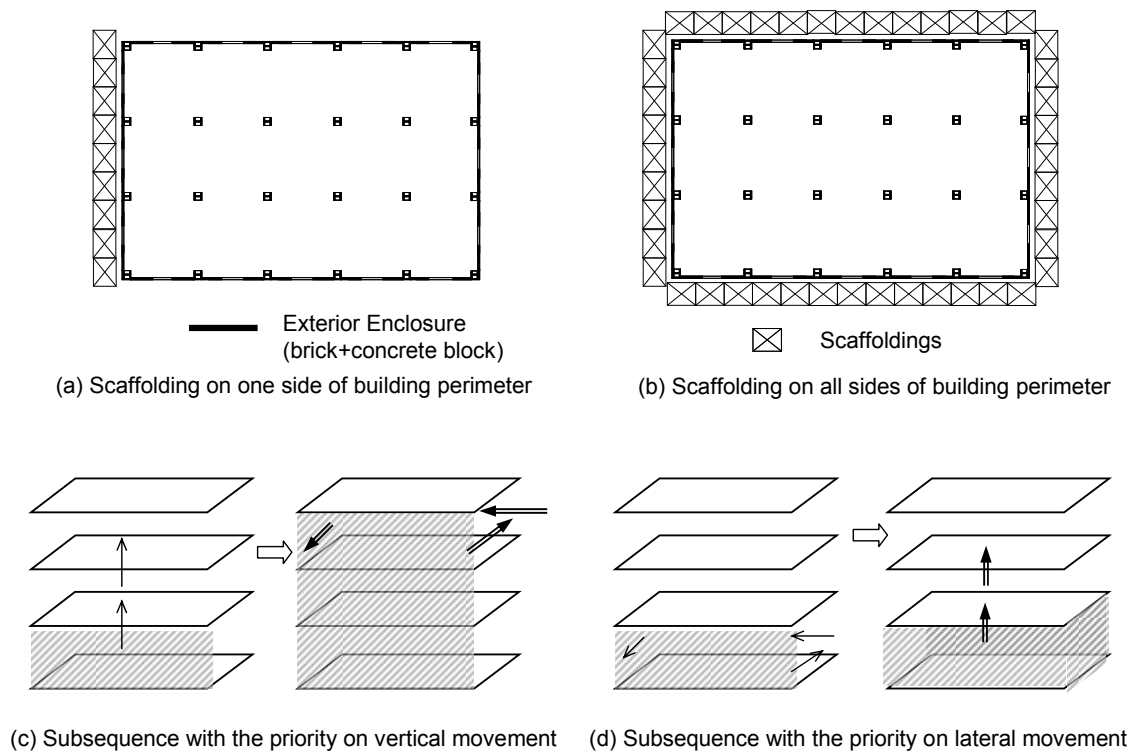 Exterior Enclosure
(brick+concrete block)
Scaffoldings
(a) Scaffolding on one side of building perimeter
(b) Scaffolding on all sides of building perimeter
(c) Subsequence with the priority on vertical movement
(d) Subsequence with the priority on lateral movement